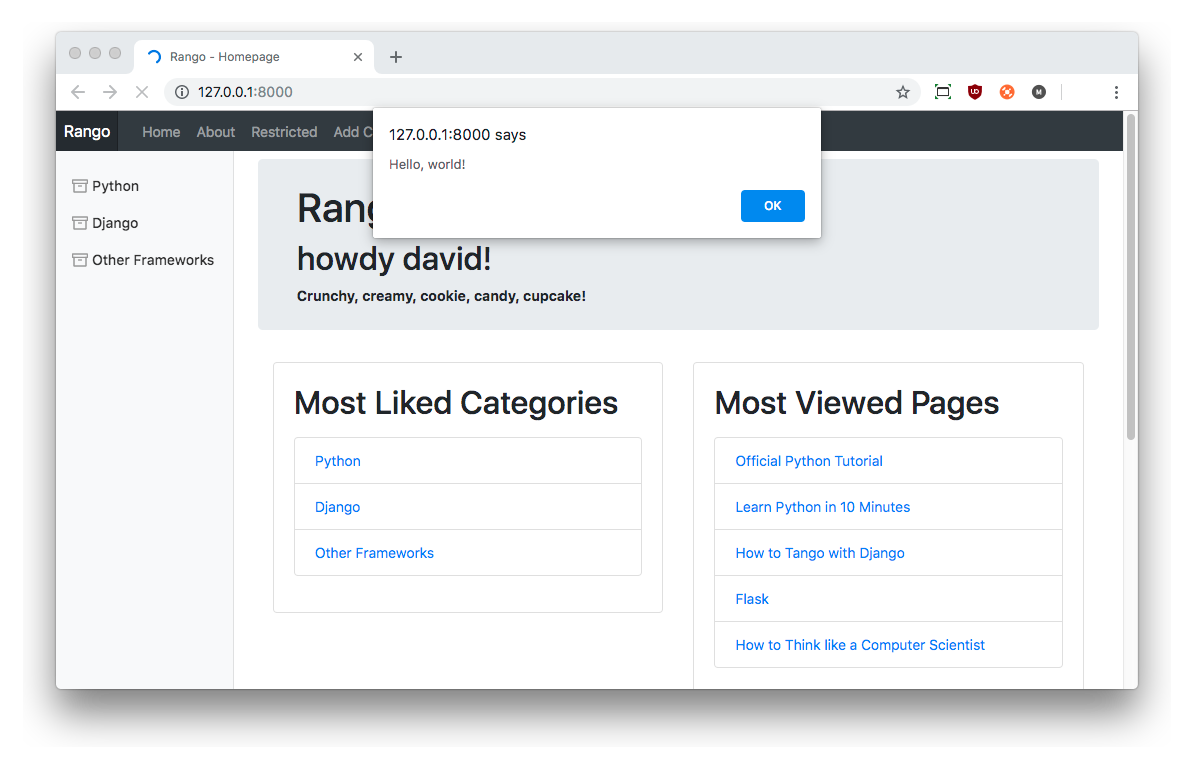 Rango - Homepage
127.0.0.1:8000
Rango Home About Restricted Add C
127.0.0.1:8000 says
Hello, world!
OK
Python
Django
Other Frameworks
Rang
howdy david!
Crunchy, creamy, cookie, candy, cupcake!
Most Liked Categories
Python
Django
Other Frameworks
Most Viewed Pages
Official Python Tutorial
Learn Python in 10 Minutes
How to Tango with Django
Flask
How to Think like a Computer Scientist